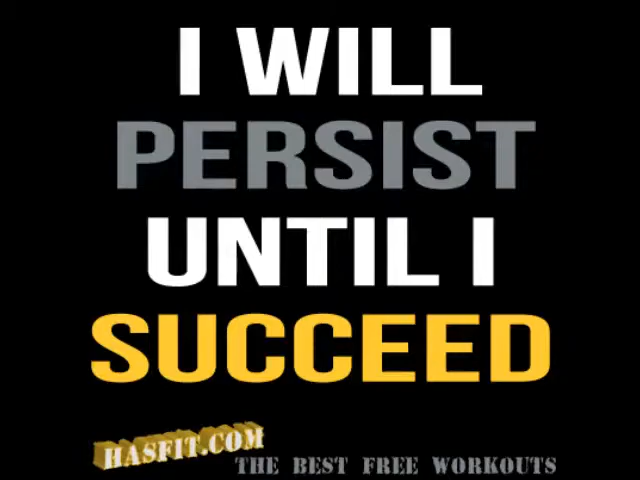 I WILL
PERSIST
UNTIL I
SUCCEED
HASFIT.COM
THE BEST FREE WORKOUTS